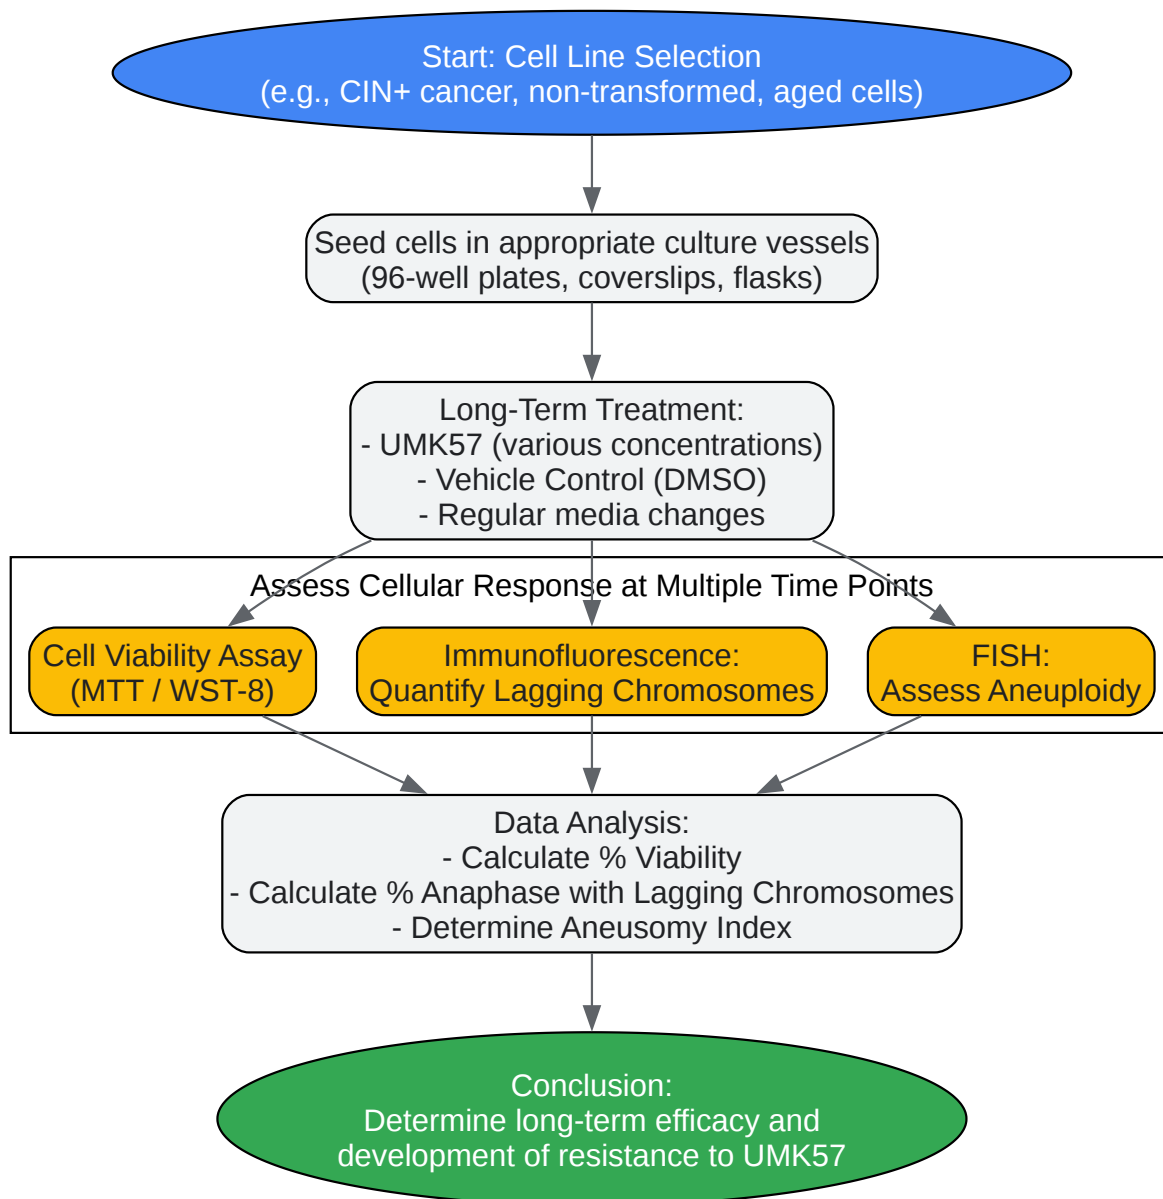 Start: Cell Line Selection
(e.g., CIN+ cancer, non-transformed, aged cells)
Seed cells in appropriate culture vessels
(96-well plates, coverslips, flasks)
Long-Term Treatment:
- UMK57 (various concentrations)
- Vehicle Control (DMSO)
- Regular media changes
Assess Cellular Response at Multiple Time Points
Cell Viability Assay
(MTT / WST-8)
Immunofluorescence:
Quantify Lagging Chromosomes
FISH:
Assess Aneuploidy
Data Analysis:
- Calculate % Viability
- Calculate % Anaphase with Lagging Chromosomes
- Determine Aneusomy Index
Conclusion:
Determine long-term efficacy and
development of resistance to UMK57